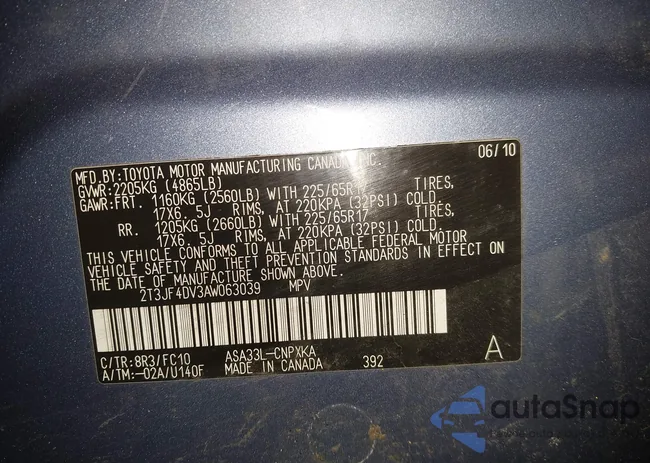 MFD.BY:TOYOTA MOTOR MANUFACTURING CANADA INC. 06/10
GVWR:2205KG (4865LB)
GAWR:FRT. 1160KG (2560LB) WITH 225/65R17 TIRES,
17X6.5J RIMS, AT 220KPA (32PSI) COLD.
RR. 1205KG (2660LB) WITH 225/65R17 TIRES,
17X6.5J RIMS, AT 220KPA (32PSI) COLD.
THIS VEHICLE CONFORMS TO ALL APPLICABLE FEDERAL MOTOR
VEHICLE SAFETY AND THEFT PREVENTION STANDARDS IN EFFECT
ON THE DATE OF MANUFACTURE SHOWN ABOVE.
2T3JF4DV3AW063039 MPV
C/TR:8R3/FC10 ASA33L-CNPXKA
A/TM:-02A/U140F MADE IN CANADA 392 A
autaSnap